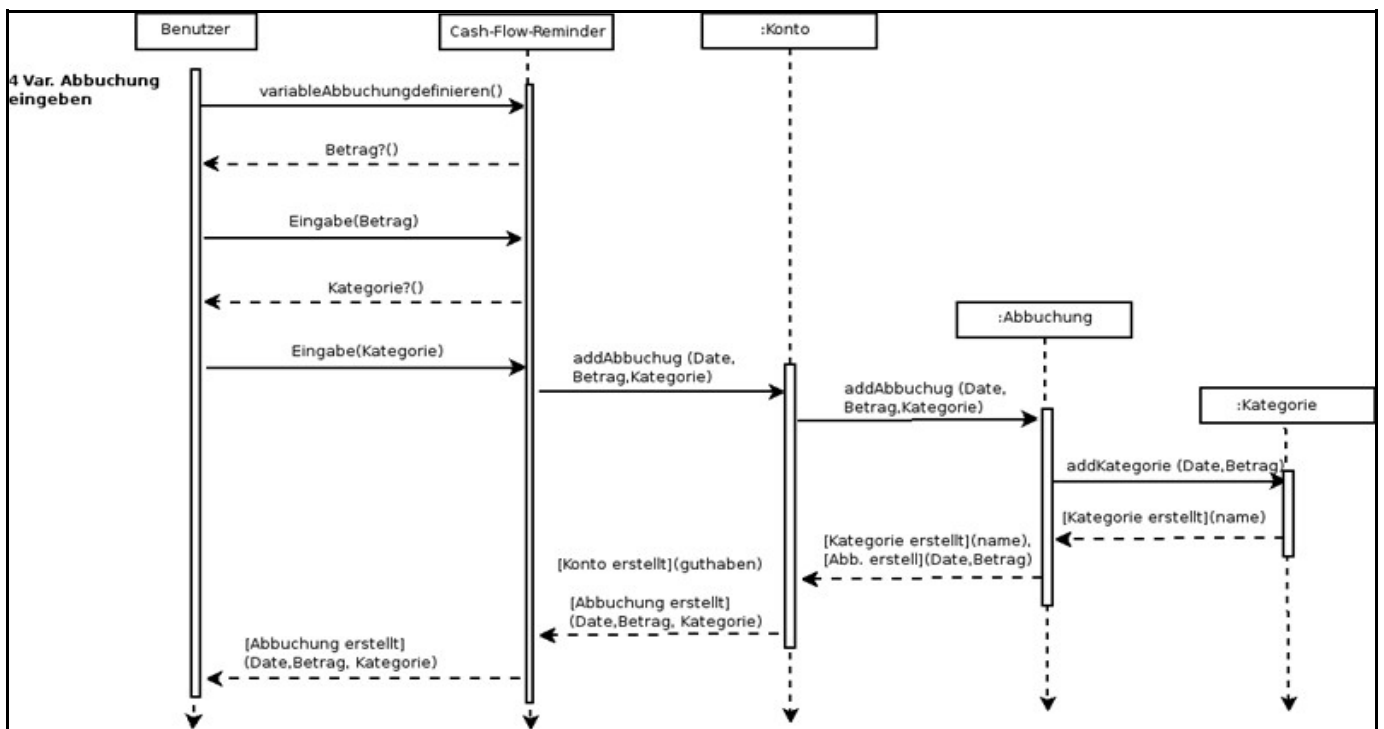 Benutzer
Cash-Flow-Reminder
:Konto
4 Var. Abbuchung
eingeben
variableAbbuchungdefinieren()
Betrag?()
Eingabe(Betrag)
Kategorie?()
:Abbuchung
Eingabe(Kategorie)
addAbbuchug (Date,
Betrag,Kategorie)
addAbbuchug (Date,
Betrag,Kategorie)
:Kategorie
addKategorie (Date,Betrag)
[Kategorie erstellt](name)
[Kategorie erstellt](name),
[Abb. erstell](Date,Betrag)
[Konto erstellt](guthaben)
[Abbuchung erstellt]
(Date,Betrag, Kategorie)
[Abbuchung erstellt]
(Date,Betrag, Kategorie)